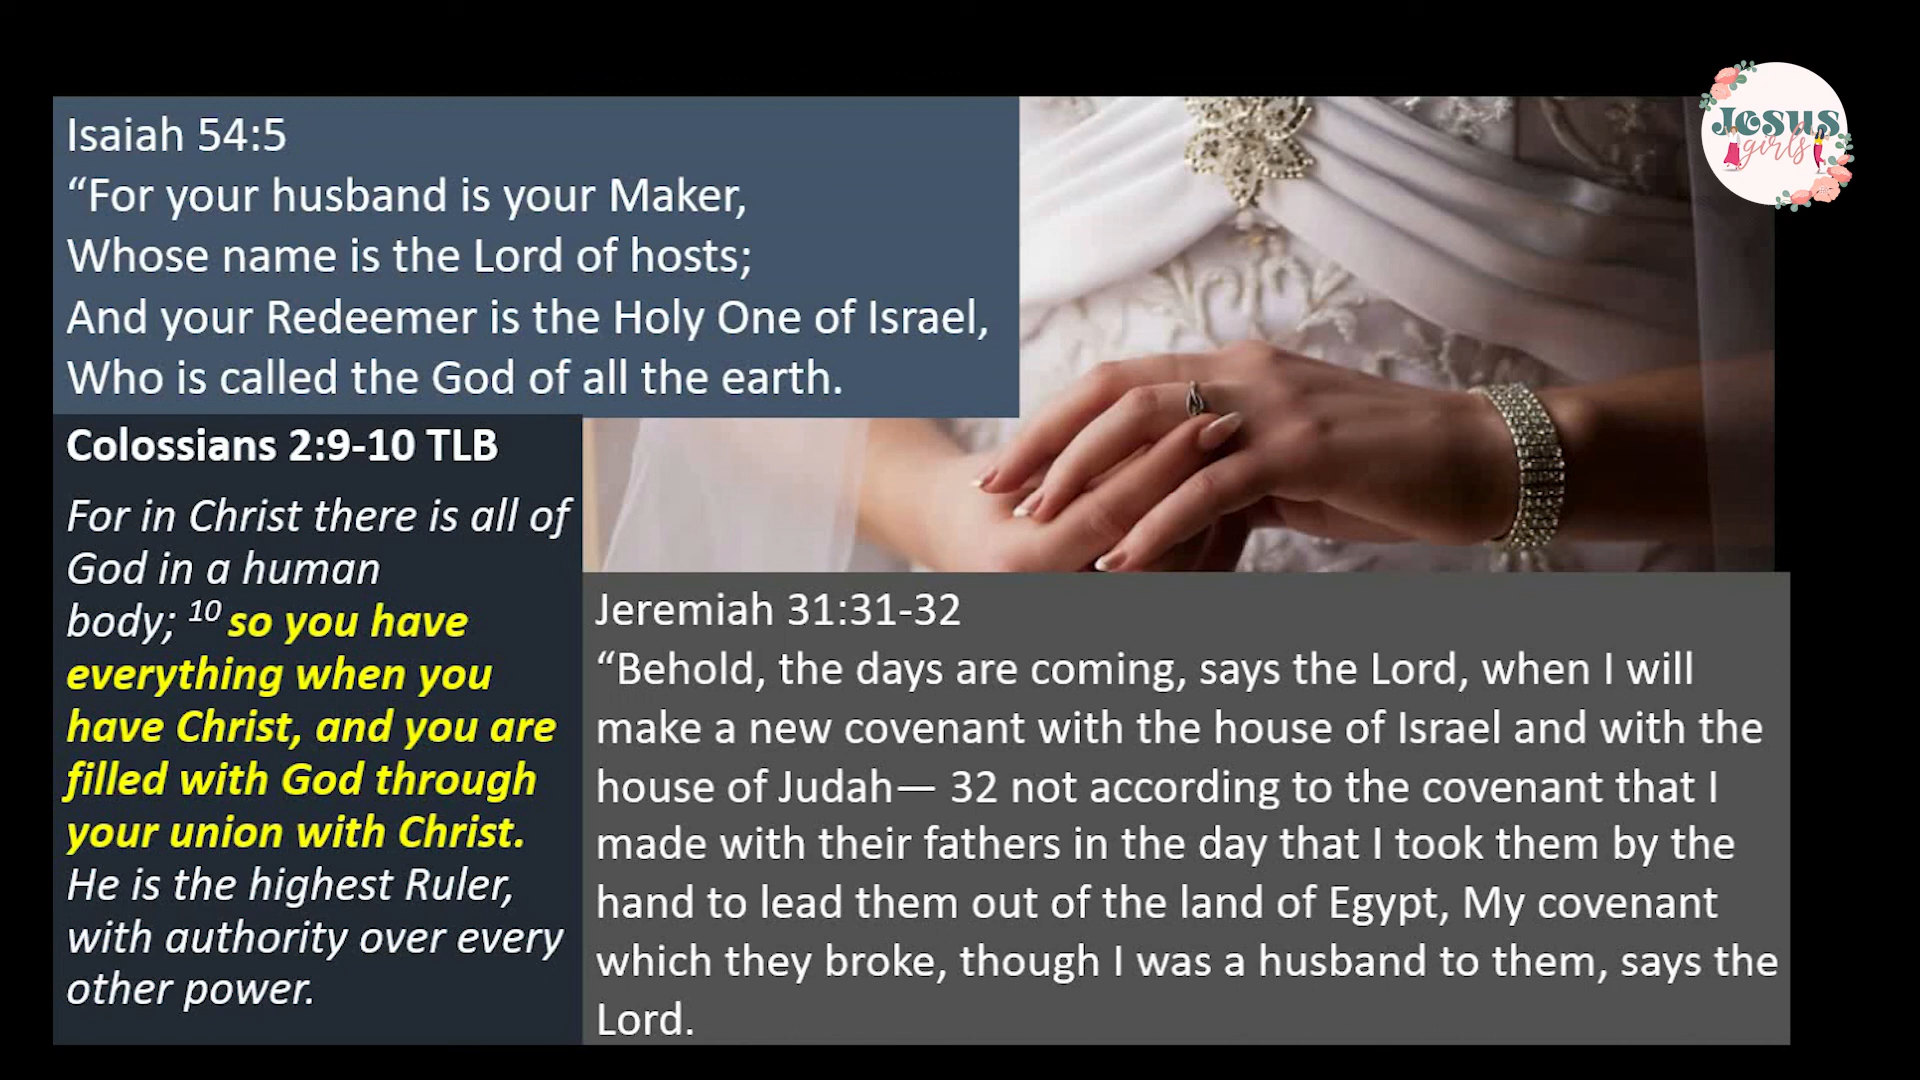 Isaiah 54:5
“For your husband is your Maker,
Whose name is the Lord of hosts;
And your Redeemer is the Holy One of Israel,
Who is called the God of all the earth.
Colossians 2:9-10 TLB
For in Christ there is all of
God in a human
body; 10 so you have
everything when you
have Christ, and you are
filled with God through
your union with Christ.
He is the highest Ruler,
with authority over every
other power.
Jeremiah 31:31-32
“Behold, the days are coming, says the Lord, when I will
make a new covenant with the house of Israel and with the
house of Judah— 32 not according to the covenant that I
made with their fathers in the day that I took them by the
hand to lead them out of the land of Egypt, My covenant
which they broke, though I was a husband to them, says the
Lord.
Jesus
girls